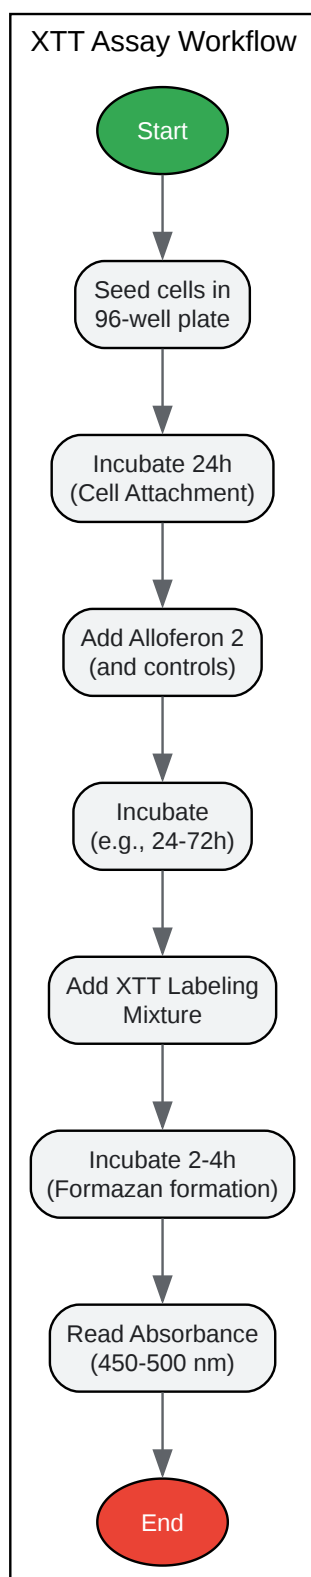 XTT Assay Workflow
Start
Seed cells in
96-well plate
Incubate 24h
(Cell Attachment)
Add Alloferon 2
(and controls)
Incubate
(e.g., 24-72h)
Add XTT Labeling
Mixture
Incubate 2-4h
(Formazan formation)
Read Absorbance
(450-500 nm)
End